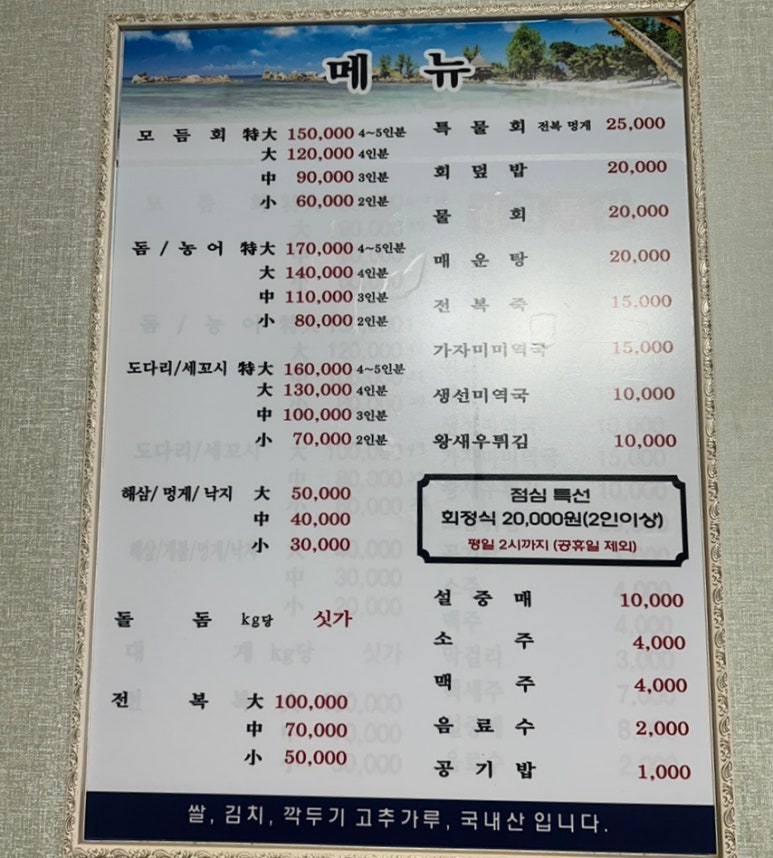 메 뉴
모 듬 회 特大 150,000 4~5인분
大 120,000 4인분
中 90,000 3인분
小 60,000 2인분
돔 / 농어 特大 170,000 4~5인분
大 140,000 4인분
中 110,000 3인분
小 80,000 2인분
도다리/세꼬시 特大 160,000 4~5인분
大 130,000 4인분
中 100,000 3인분
小 70,000 2인분
해삼/ 멍게/ 낙지 大 50,000
中 40,000
小 30,000
돌 돔 kg당 싯가
전 복 大 100,000
中 70,000
小 50,000
특 물 회 전복 멍게 25,000
회 덮 밥 20,000
물 회 20,000
매 운 탕 20,000
전 복 죽 15,000
가자미미역국 15,000
생선미역국 10,000
왕새우튀김 10,000
점심 특선
회정식 20,000원(2인이상)
평일 2시까지 (공휴일 제외)
설 중 매 10,000
소 주 4,000
맥 주 4,000
음 료 수 2,000
공 기 밥 1,000
쌀, 김치, 깍두기 고추가루, 국내산 입니다.